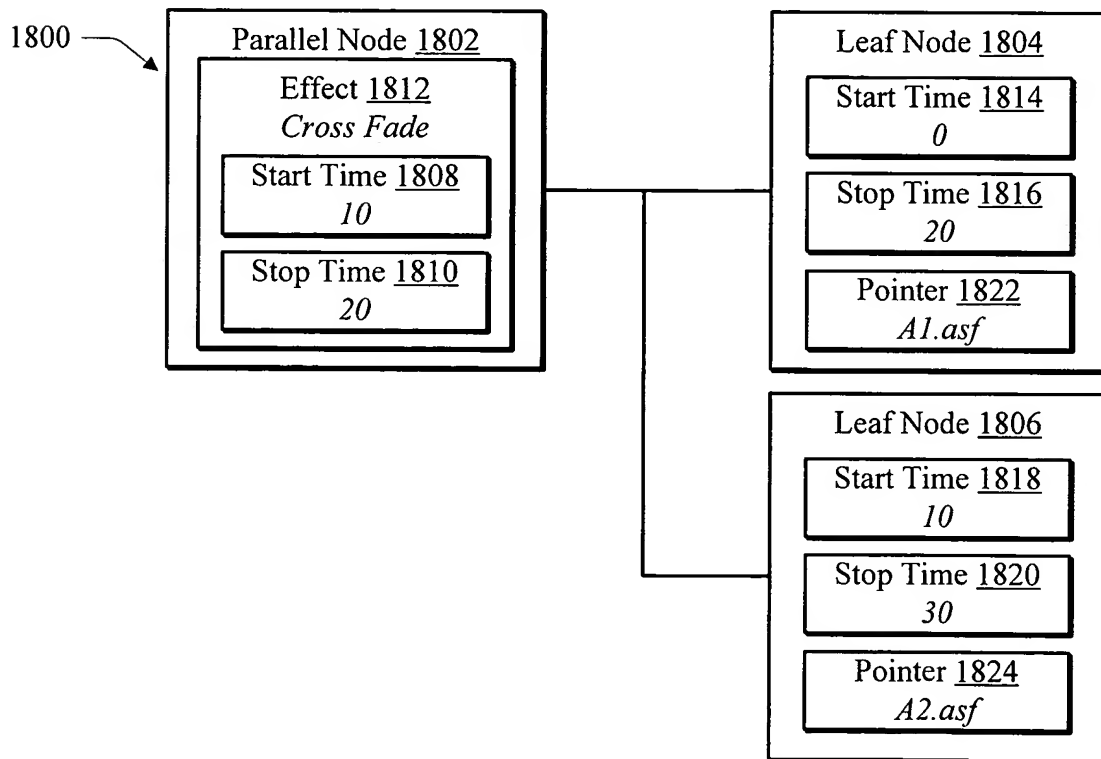 1800
Parallel Node 1802
Effect 1812
Cross Fade
Start Time 1808
10
Stop Time 1810
20
Leaf Node 1804
Start Time 1814
0
Stop Time 1816
20
Pointer 1822
A1.asf
Leaf Node 1806
Start Time 1818
10
Stop Time 1820
30
Pointer 1824
A2.asf